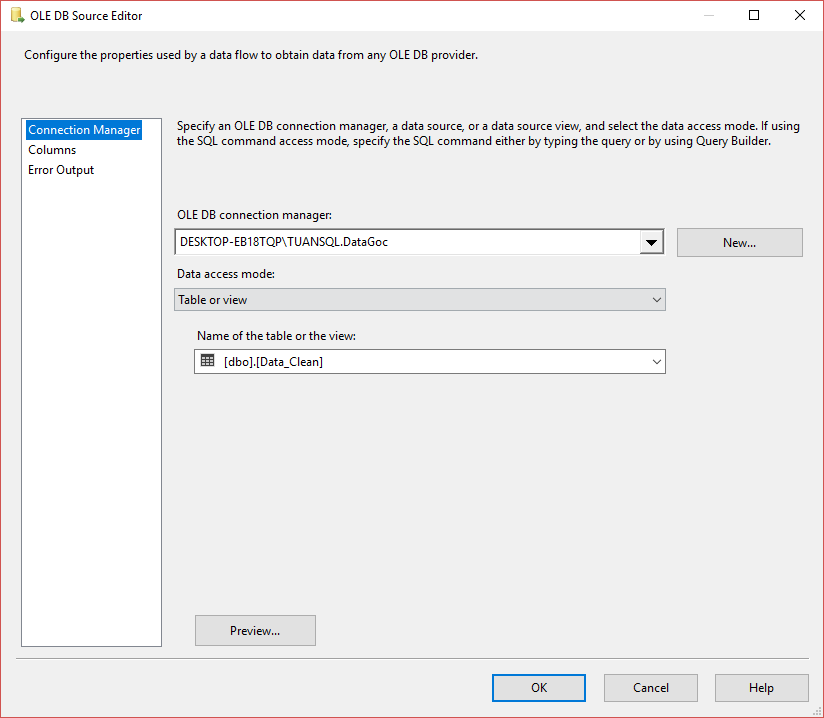 OLE DB Source Editor
Configure the properties used by a data flow to obtain data from any OLE DB provider.
Connection Manager
Columns
Error Output
Specify an OLE DB connection manager, a data source, or a data source view, and select the data access mode. If using
the SQL command access mode, specify the SQL command either by typing the query or by using Query Builder.
OLE DB connection manager:
DESKTOP-EB18TQP\TUANSQL.DataGoc
New...
Data access mode:
Table or view
Name of the table or the view:
[dbo].[Data_Clean]
Preview...
OK
Cancel
Help